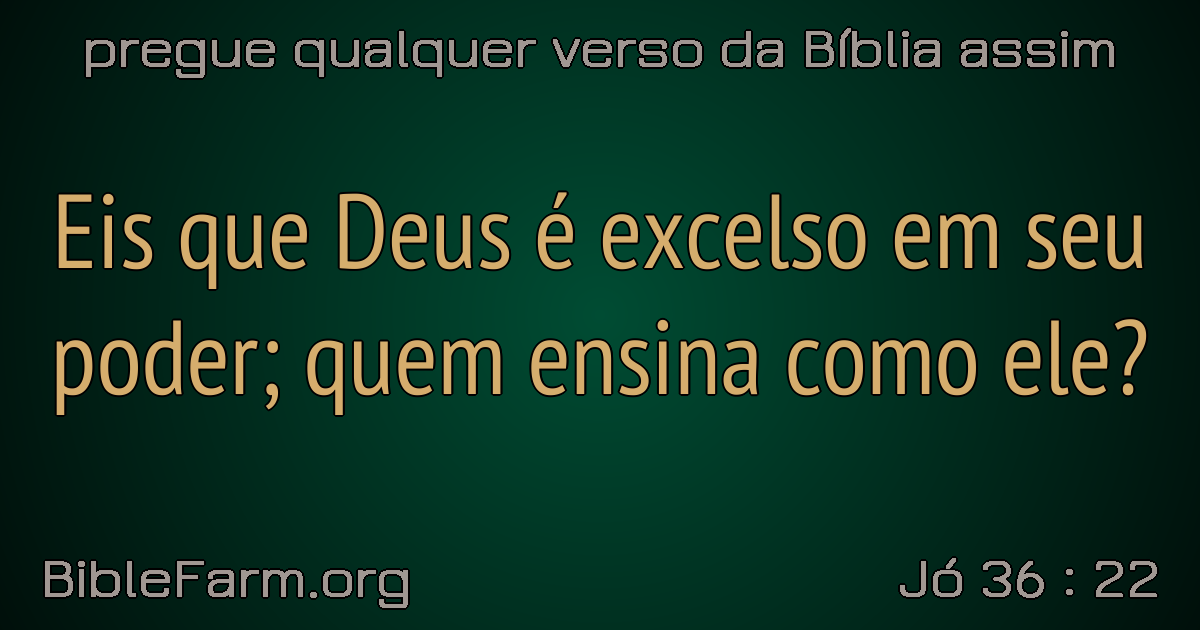 pregue qualquer verso da Bíblia assim
Eis que Deus é excelso em seu
poder; quem ensina como ele?
BibleFarm.org
Jó 36 : 22